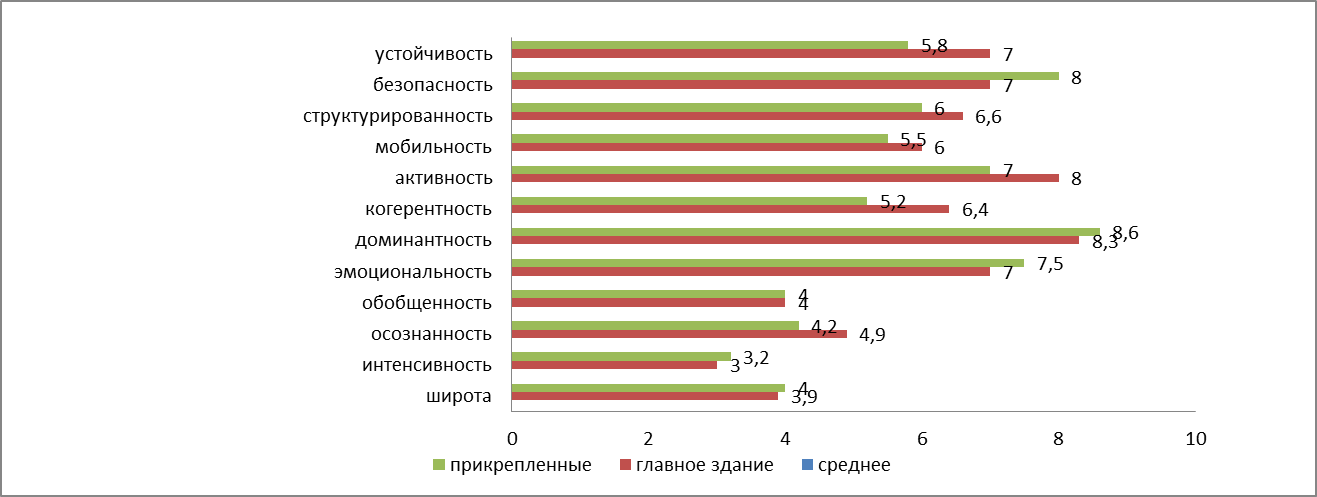 устойчивость 5,8 7
безопасность 8 7
структурированность 6 6,6
мобильность 5,5 6
активность 7 8
когерентность 5,2 6,4
доминантность 8,6 8,3
эмоциональность 7,5 7
обобщенность 4 4
осознанность 4,2 4,9
интенсивность 3,2 3
широта 4 3,9
0 2 4 6 8 10
прикрепленные главное здание среднее